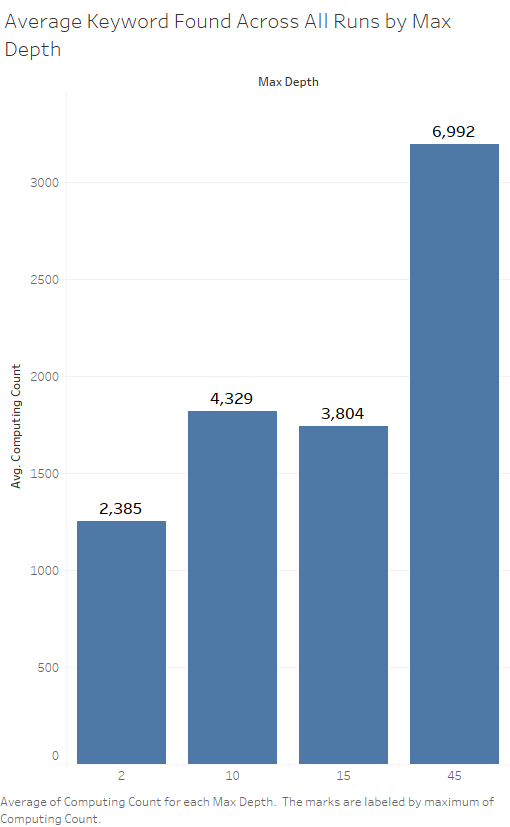 Average Keyword Found Across All Runs by Max
Depth
Max Depth
6,992
3000
2500
2000
4,329
3,804
Avg. Computing Count
1500
2,385
1000
500
0
2 10 15 45
Average of Computing Count for each Max Depth. The marks are labeled by maximum of
Computing Count.